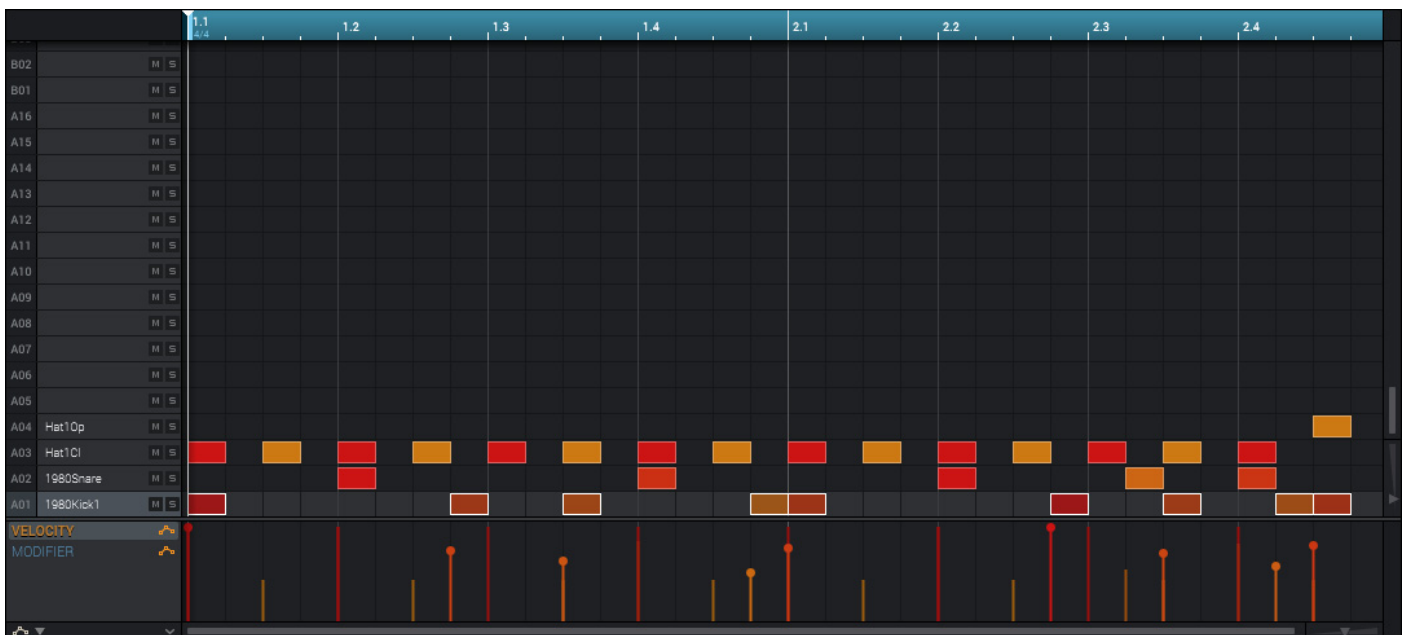 1.1 1.2 1.3 1.4 2.1 2.2 2.3 2.4
4/4
B02 M S
B01 M S
A16 M S
A15 M S
A14 M S
A13 M S
A12 M S
A11 M S
A10 M S
A09 M S
A08 M S
A07 M S
A06 M S
A05 M S
A04 Hat1Op M S
A03 Hat1Cl M S
A02 1980Snare M S
A01 1980Kick1 M S
VELOCITY
MODIFIER